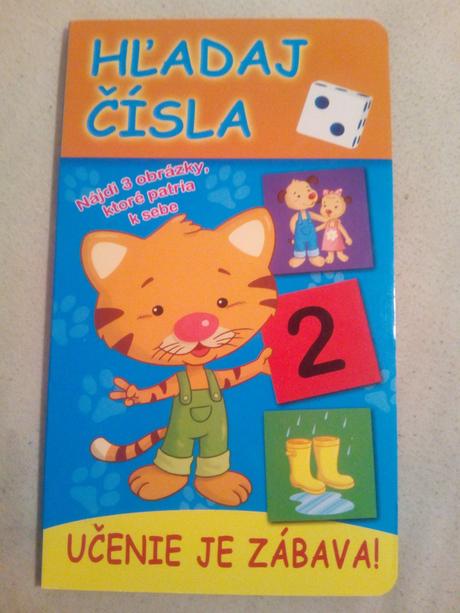 HĽADAJ
ČÍSLA
Nájdi 3 obrázky,
ktoré patria
k sebe
2
UČENIE JE ZÁBAVA!